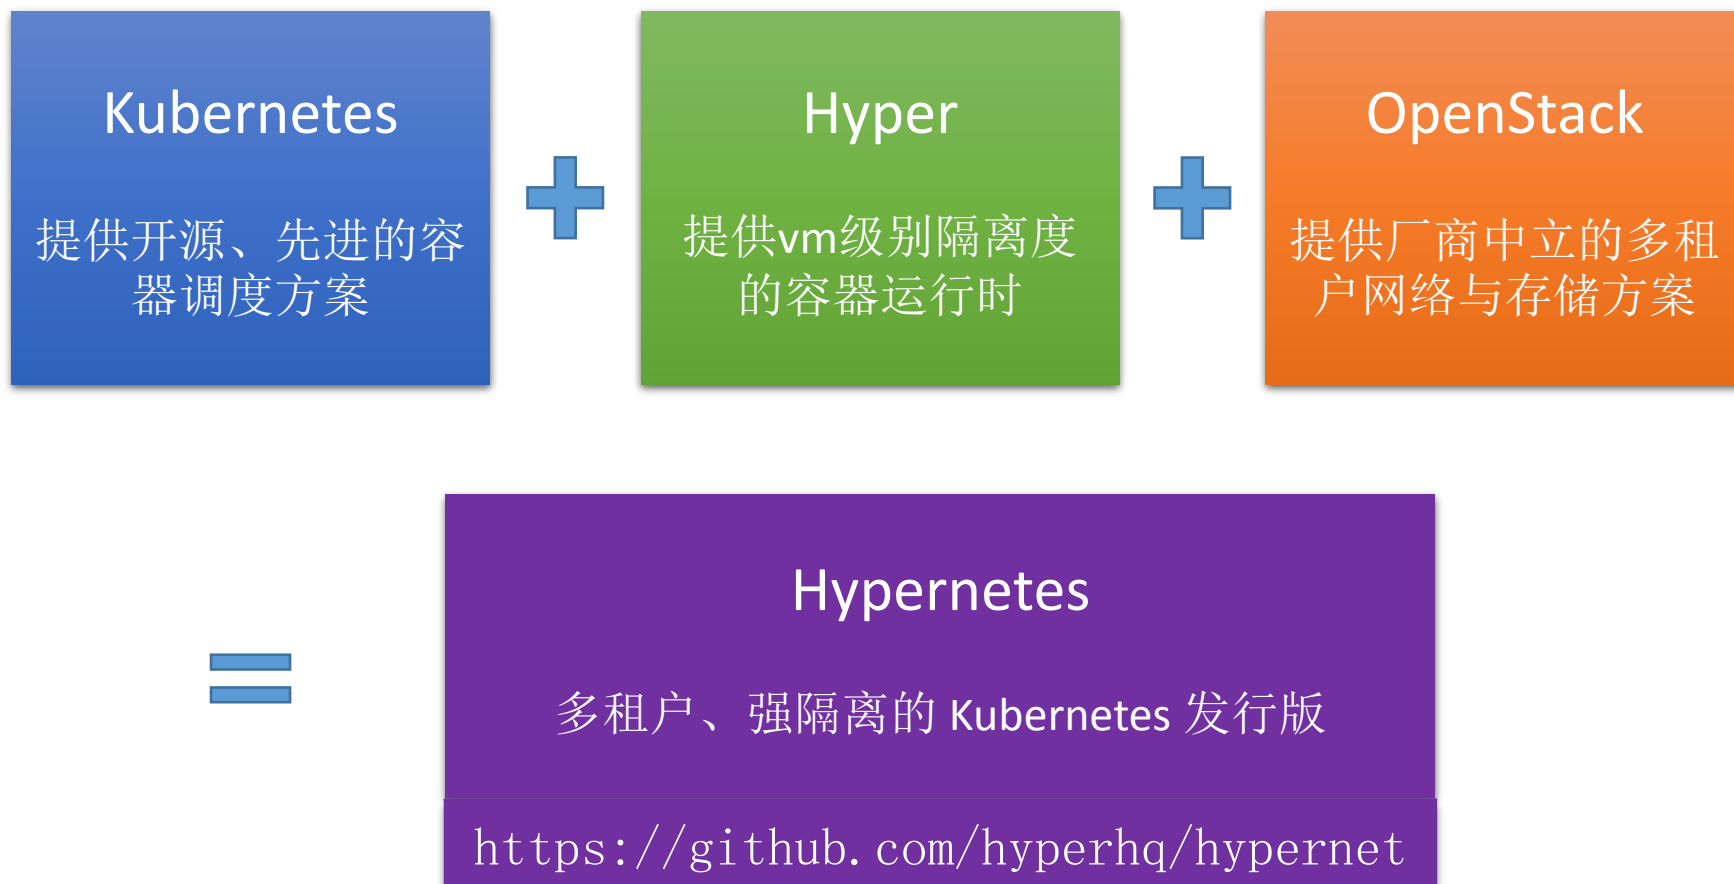 Kubernetes
提供开源、先进的容
器调度方案
Hyper
提供vm级别隔离度
的容器运行时
OpenStack
提供厂商中立的多租
户网络与存储方案
Hypernetes
多租户、强隔离的 Kubernetes 发行版
https://github.com/hyperhq/hypernet